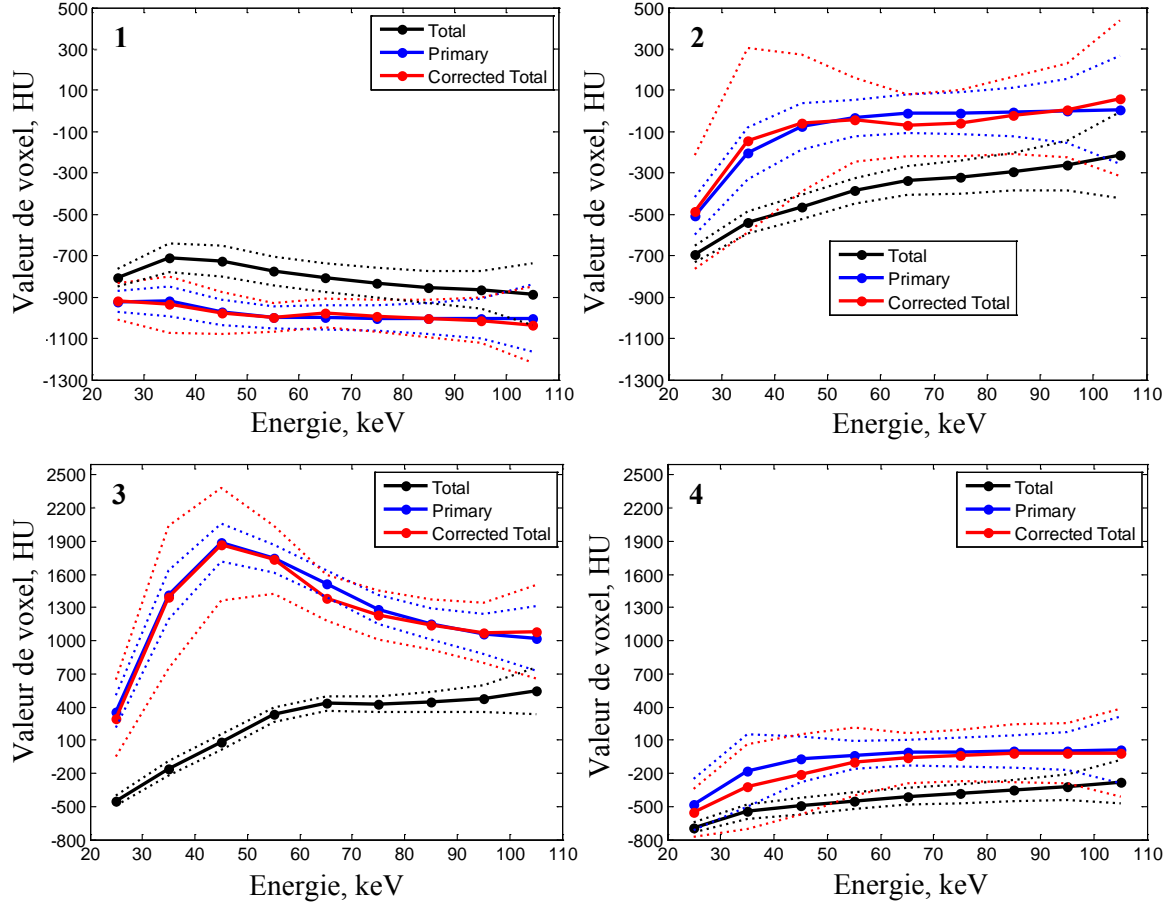 1
Total
Primary
Corrected Total
500
300
100
-100
-300
-500
-700
-900
-1100
-1300
Valeur de voxel, HU
20 30 40 50 60 70 80 90 100 110
Energie, keV
2
Total
Primary
Corrected Total
500
300
100
-100
-300
-500
-700
-900
-1100
-1300
Valeur de voxel, HU
20 30 40 50 60 70 80 90 100 110
Energie, keV
3
Total
Primary
Corrected Total
2500
2200
1900
1600
1300
1000
700
400
100
-200
-500
-800
Valeur de voxel, HU
20 30 40 50 60 70 80 90 100 110
Energie, keV
4
Total
Primary
Corrected Total
2500
2200
1900
1600
1300
1000
700
400
100
-200
-500
-800
Valeur de voxel, HU
20 30 40 50 60 70 80 90 100 110
Energie, keV